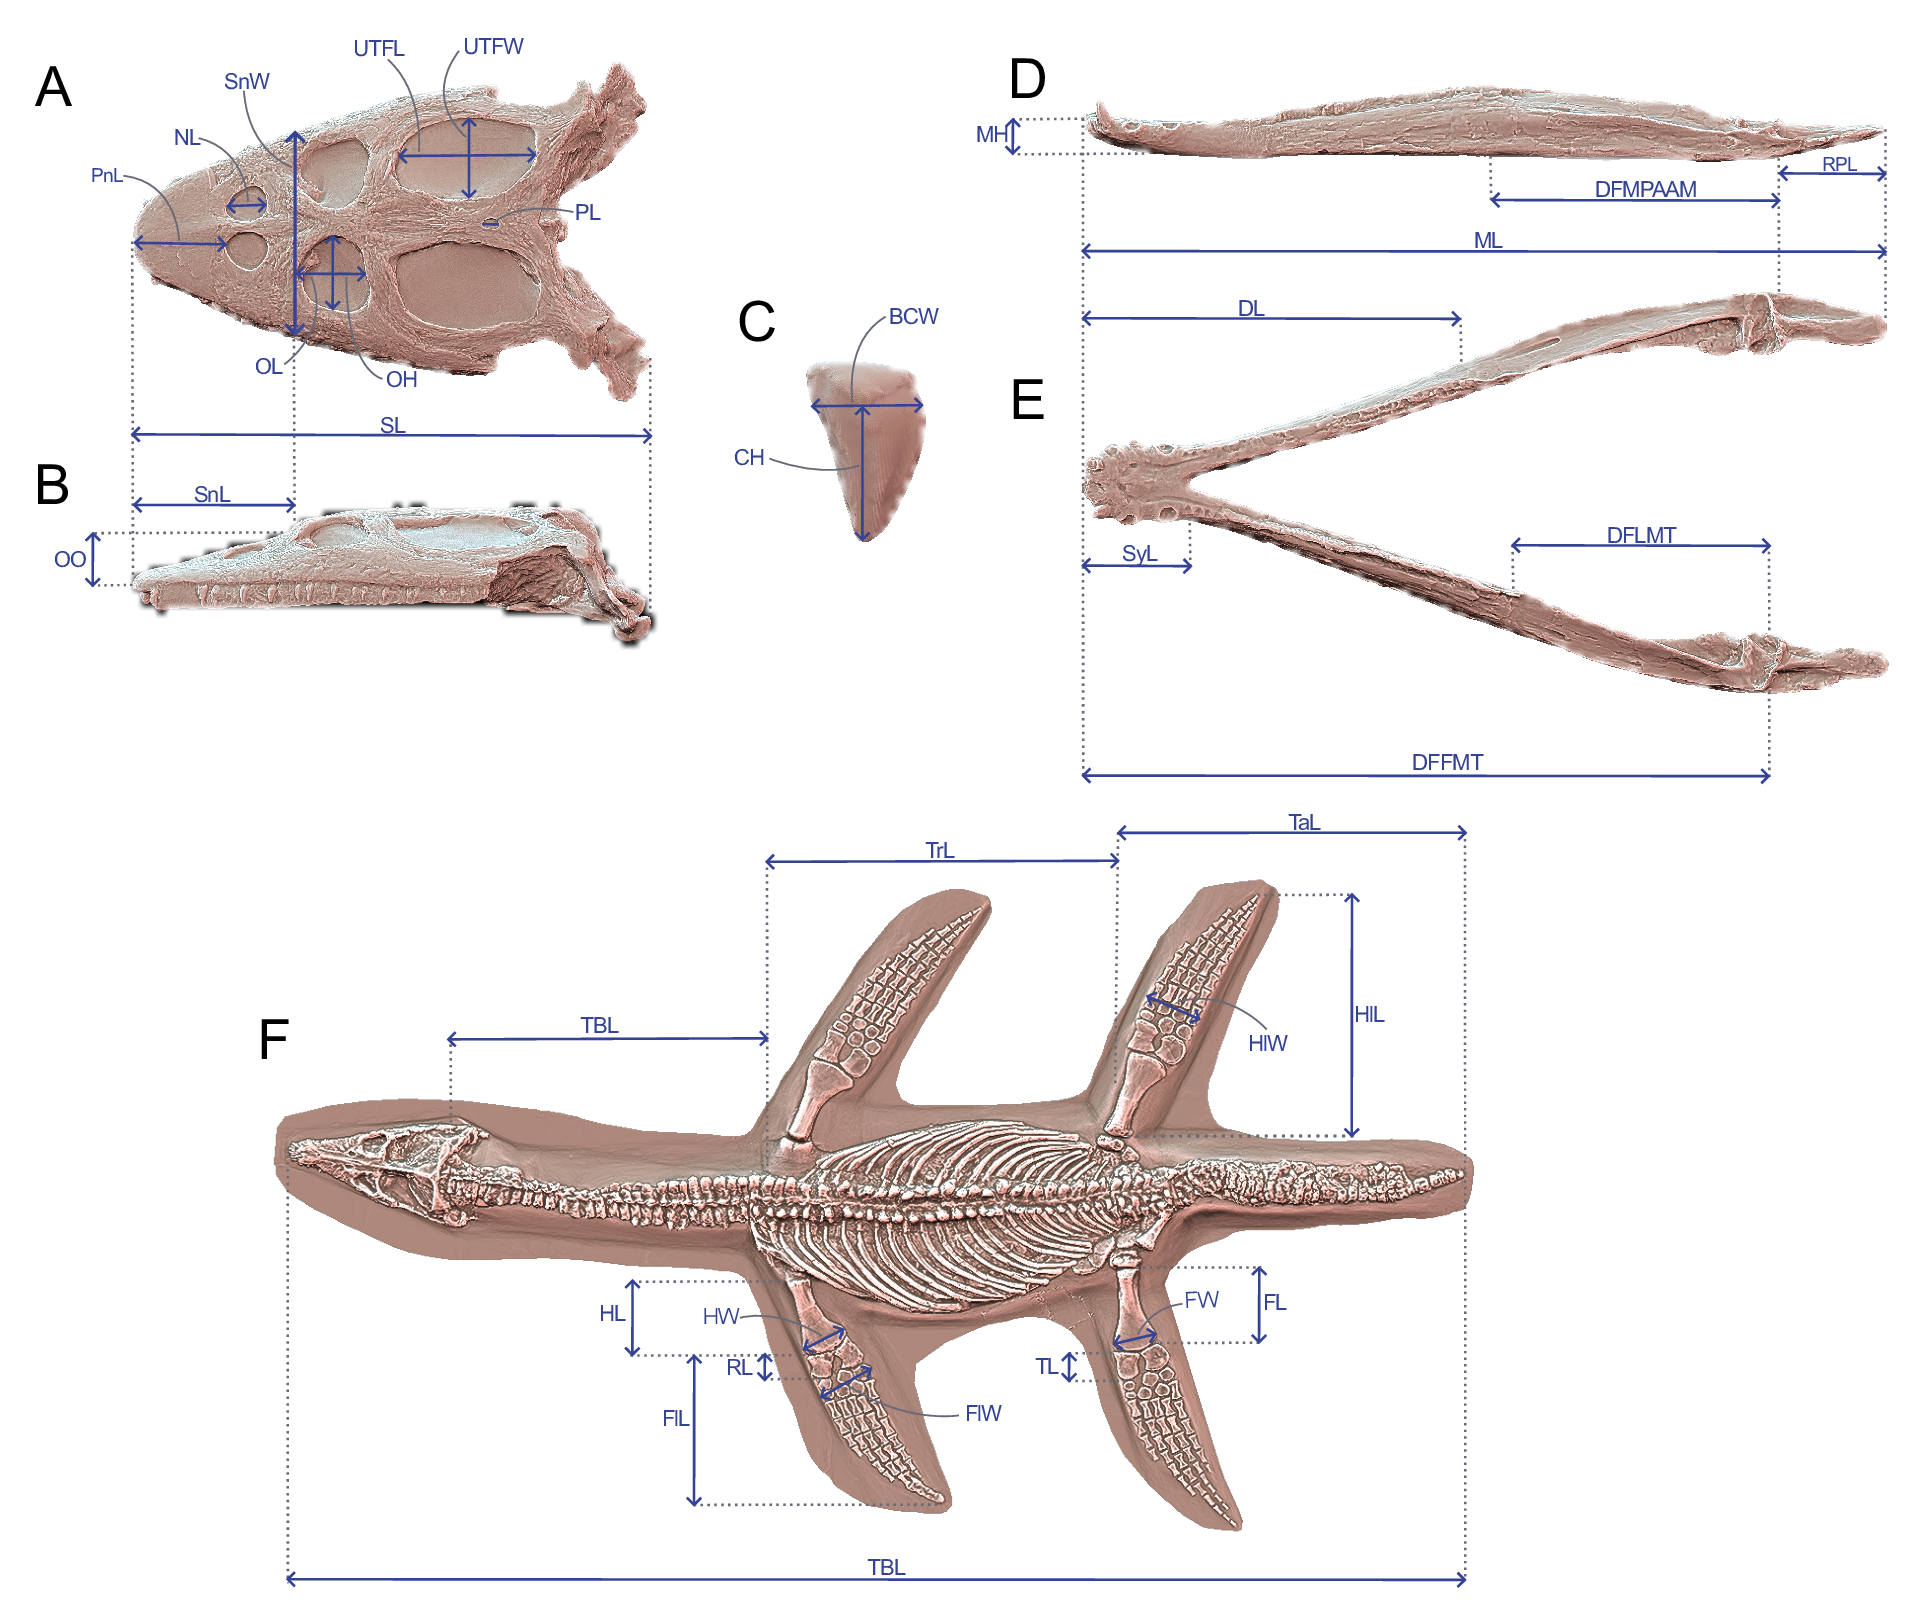 A
UTFL
UTFW
SnW
NL
PnL
PL
OL
OH
SL
B
SnL
OO
C
BCW
CH
D
MH
RPL
DFMPAAM
ML
DL
E
DFLMT
SyL
DFFMT
TaL
TrL
F
TBL
HlL
HlW
HL
HW
FW
FL
RL
TL
FlL
FlW
TBL